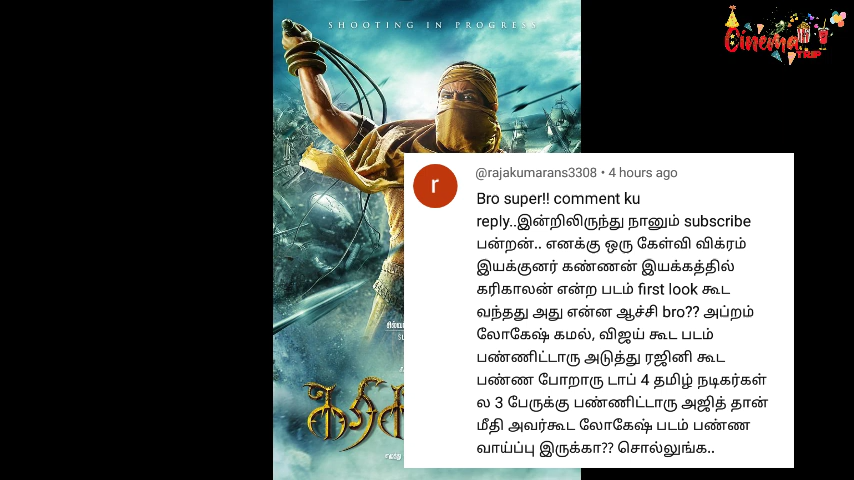 SHOOTING IN PROGRESS
Cinema
TRIP
r
@rajakumarans3308 • 4 hours ago
Bro super!! comment ku
reply..இன்றிலிருந்து நானும் subscribe
பன்றன்.. எனக்கு ஒரு கேள்வி விக்ரம்
இயக்குனர் கண்ணன் இயக்கத்தில்
கரிகாலன் என்ற படம் first look கூட
வந்தது அது என்ன ஆச்சி bro?? அப்றம்
லோகேஷ் கமல், விஜய் கூட படம்
பண்ணிட்டாரு அடுத்து ரஜினி கூட
பண்ண போறாரு டாப் 4 தமிழ் நடிகர்கள்
ல 3 பேருக்கு பண்ணிட்டாரு அஜித் தான்
மீதி அவர்கூட லோகேஷ் படம் பண்ண
வாய்ப்பு இருக்கா?? சொல்லுங்க..